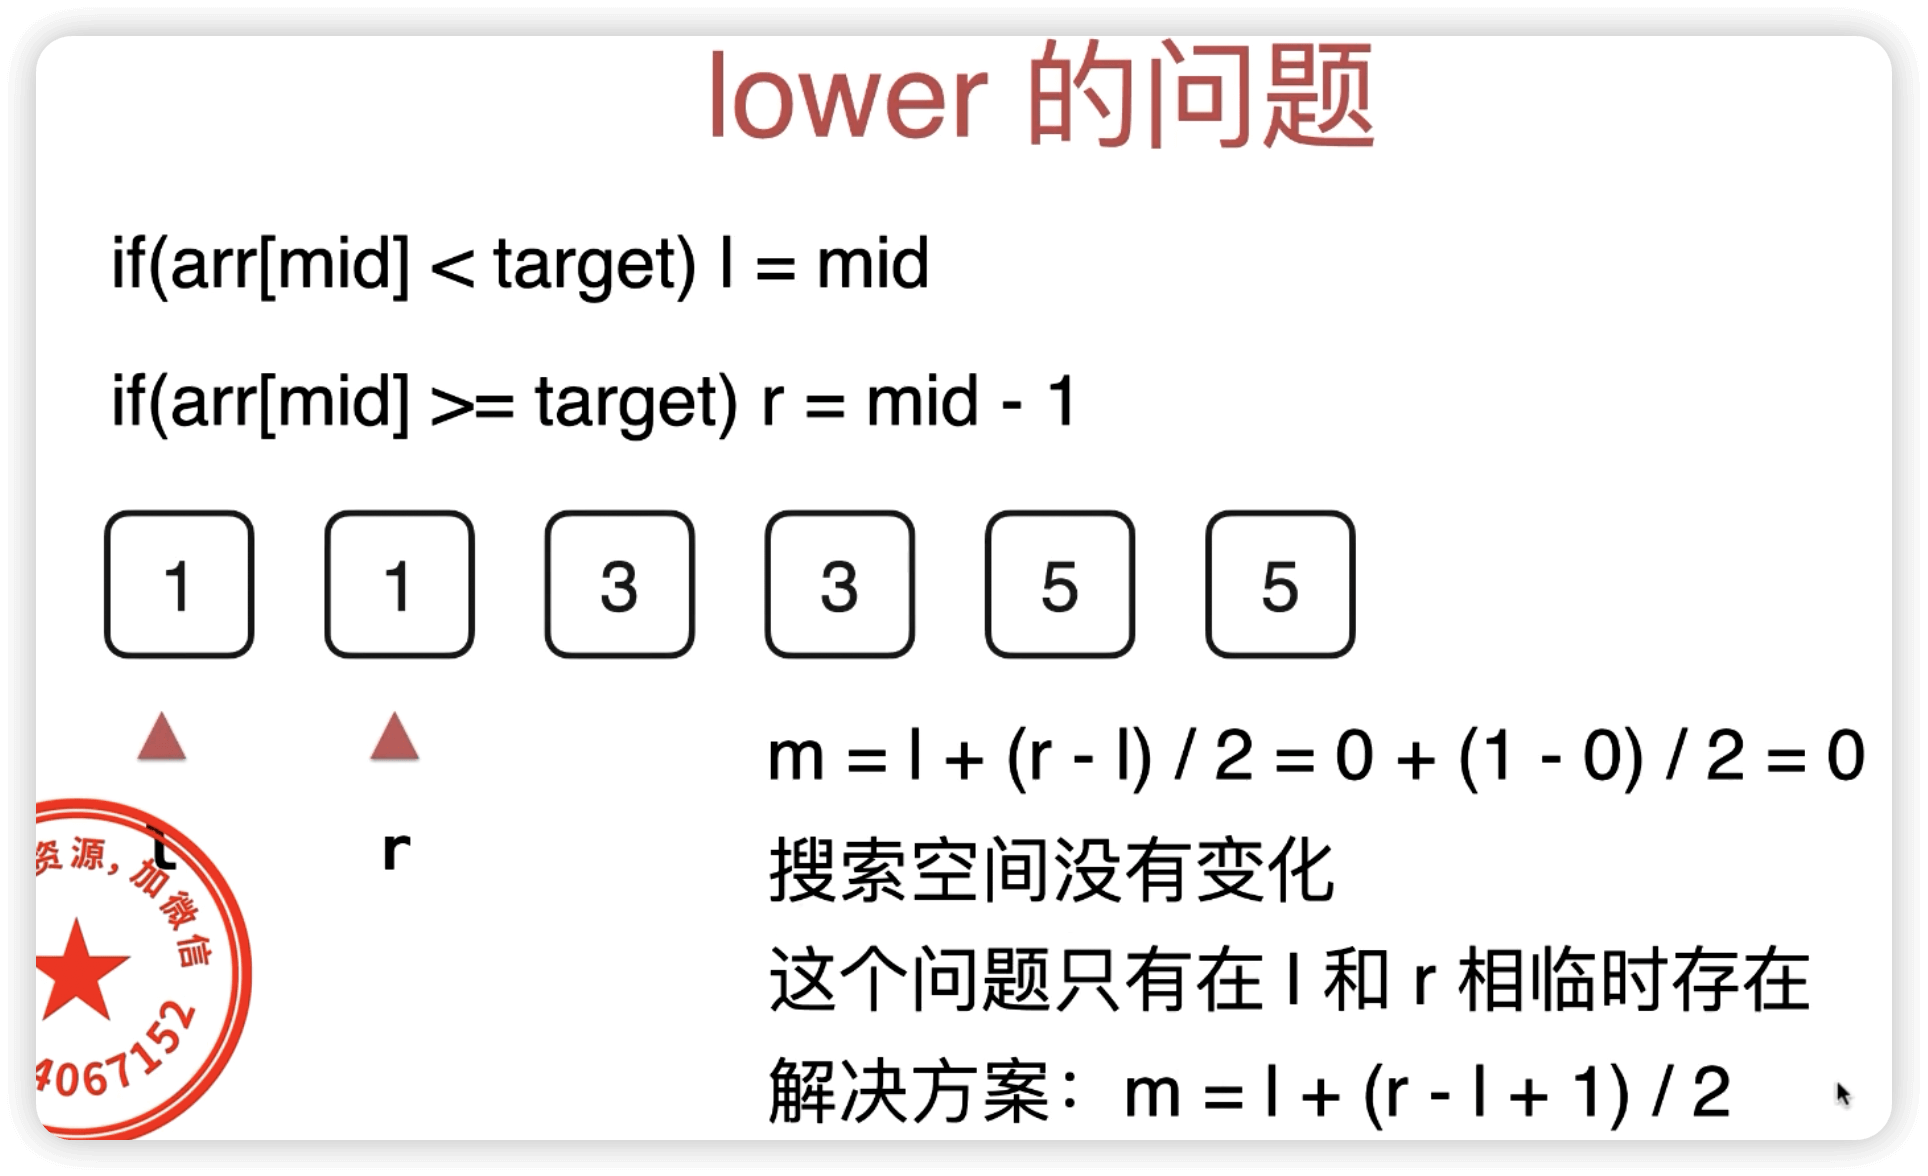 lower 的问题
if(arr[mid] < target) l = mid
if(arr[mid] >= target) r = mid - 1
1 1 3 3 5 5
m = l + (r - l) / 2 = 0 + (1 - 0) / 2 = 0
l r
搜索空间没有变化
这个问题只有在 l 和 r 相临时存在
解决方案：m = l + (r - l + 1) / 2
资源,加微信
4067152